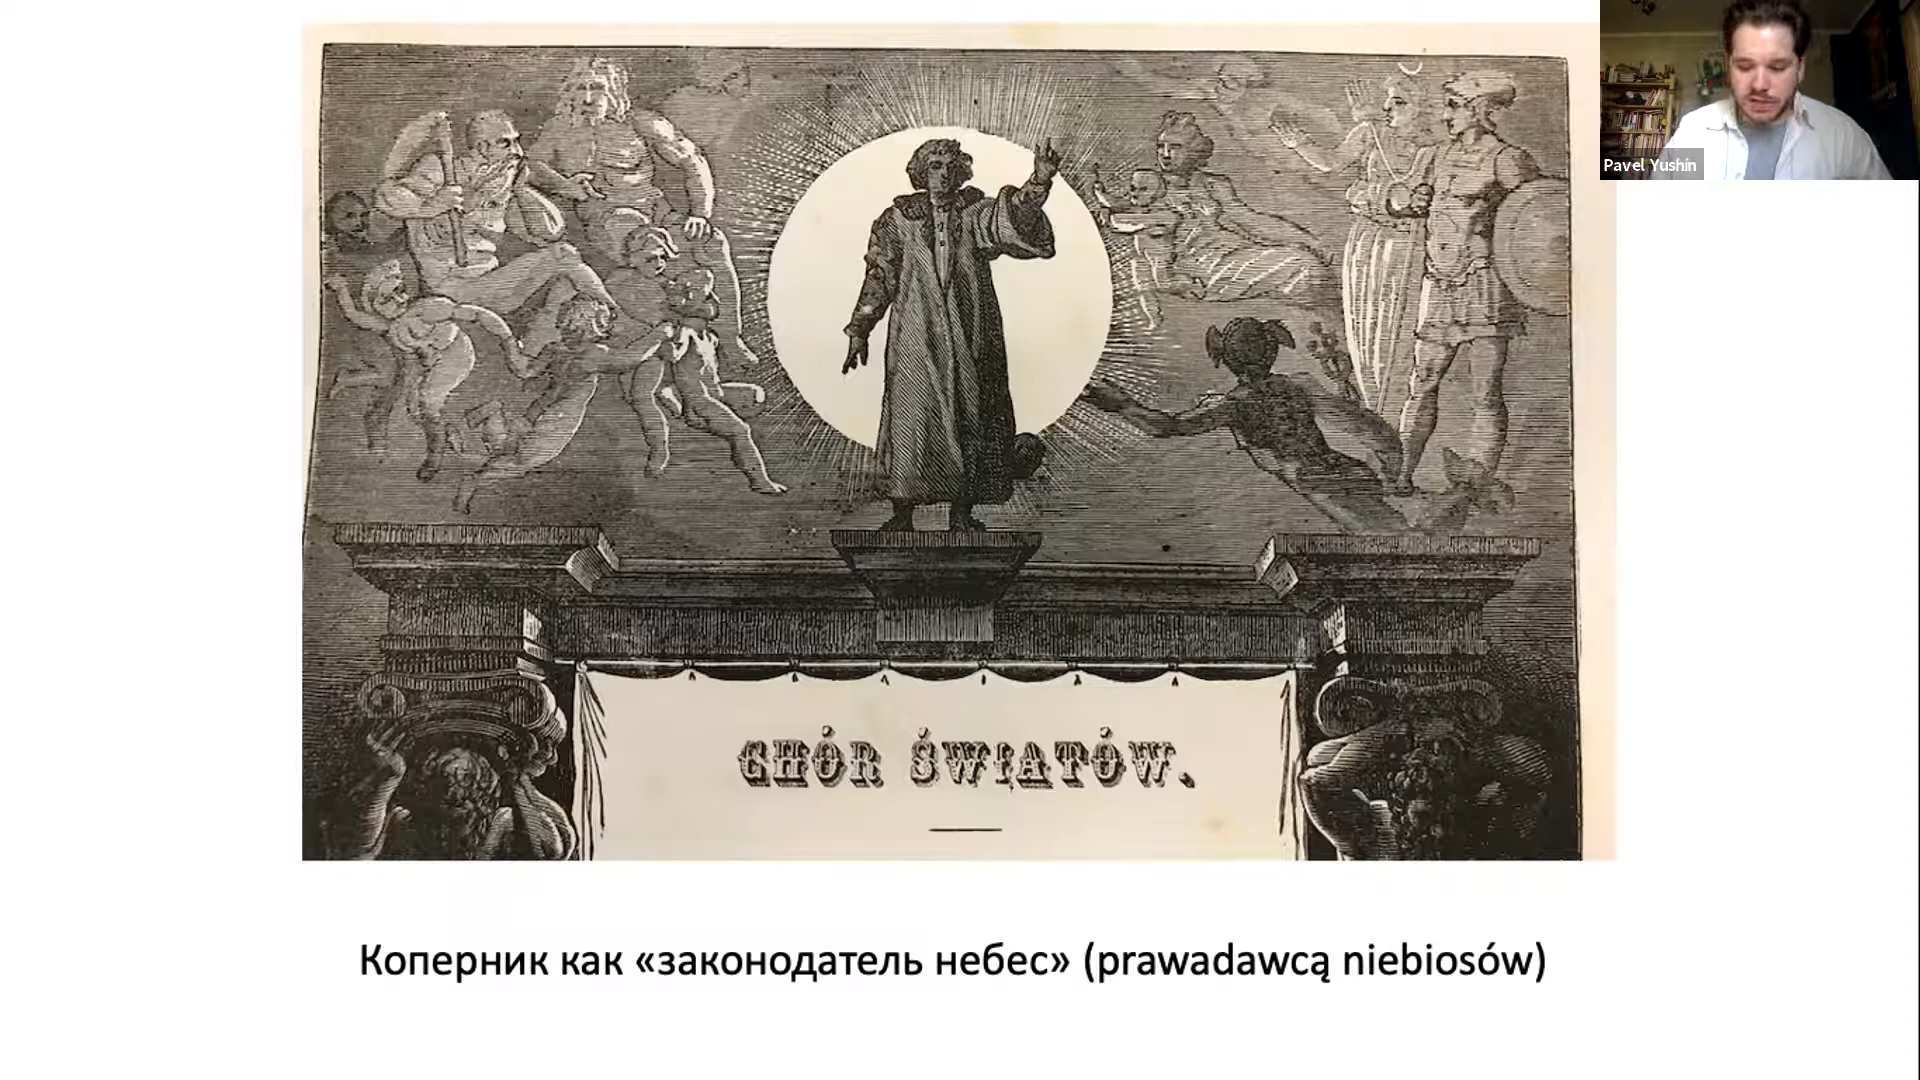 Pavel Yushin
CHÓR ŚWIATÓW.
Коперник как «законодатель небес» (prawadawcą niebiosów)